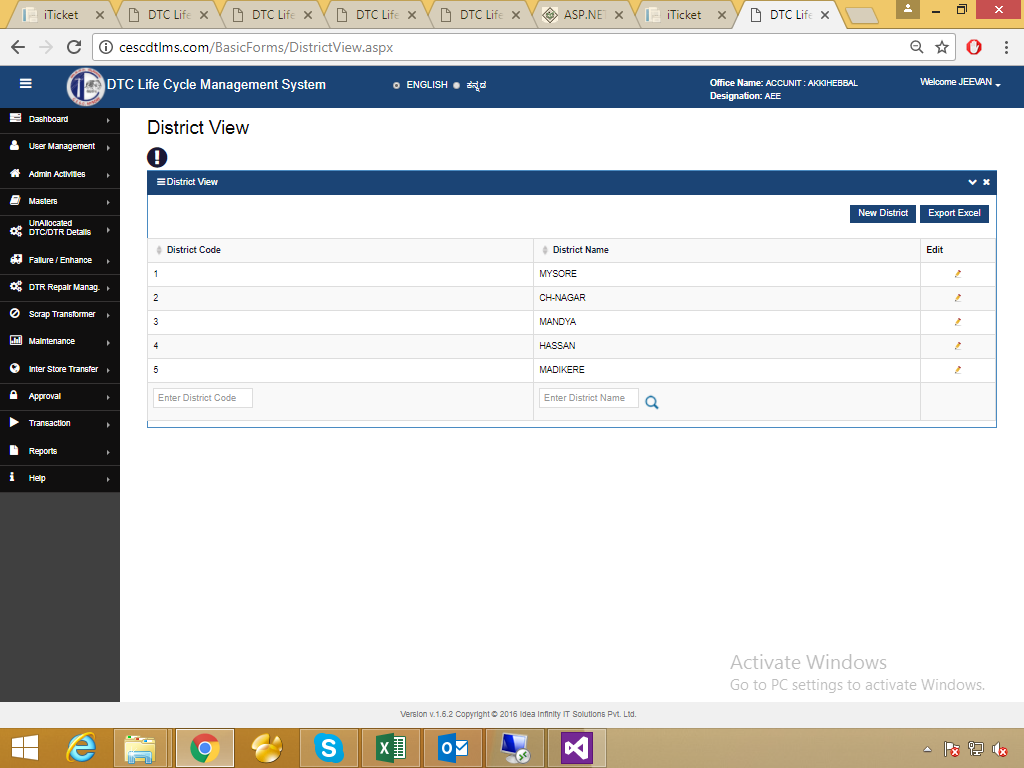 iTicket
DTC Life
DTC Life
DTC Life
DTC Life
ASP.NET
iTicket
DTC Life
cescdtlms.com/BasicForms/DistrictView.aspx
DTC Life Cycle Management System
ENGLISH
ಕನ್ನಡ
Office Name: ACCUNIT : AKKIHEBBAL
Designation: AEE
Welcome JEEVAN
Dashboard
User Management
Admin Activities
Masters
UnAllocated
DTC/DTR Details
Failure / Enhance
DTR Repair Manag.
Scrap Transformer
Maintenance
Inter Store Transfer
Approval
Transaction
Reports
Help
District View
District View
New District
Export Excel
District Code District Name Edit
1 MYSORE
2 CH-NAGAR
3 MANDYA
4 HASSAN
5 MADIKERE
Enter District Code Enter District Name
Activate Windows
Go to PC settings to activate Windows.
Version v.1.6.2 Copyright © 2016 Idea Infinity IT Solutions Pvt. Ltd.